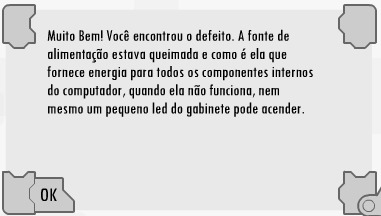 Muito Bem! Você encontrou o defeito. A fonte de
alimentação estava queimada e como é ela que
fornece energia para todos os componentes internos
do computador, quando ela não funciona, nem
mesmo um pequeno led do gabinete pode acender.
OK